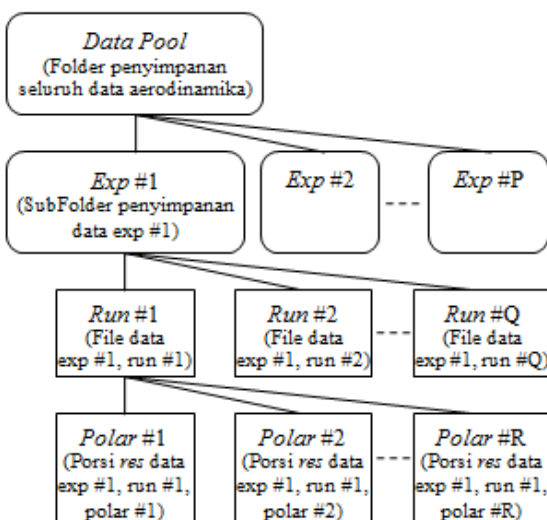 Data Pool
(Folder penyimpanan
seluruh data aerodinamika)
Exp #1
(SubFolder penyimpanan
data exp #1)
Exp #2
Exp #P
Run #1
(File data
exp #1, run #1)
Run #2
(File data
exp #1, run #2)
Run #Q
(File data
exp #1, run #Q)
Polar #1
(Porsi res data
exp #1, run #1,
polar #1)
Polar #2
(Porsi res data
exp #1, run #1,
polar #2)
Polar #R
(Porsi res data
exp #1, run #1,
polar #R)